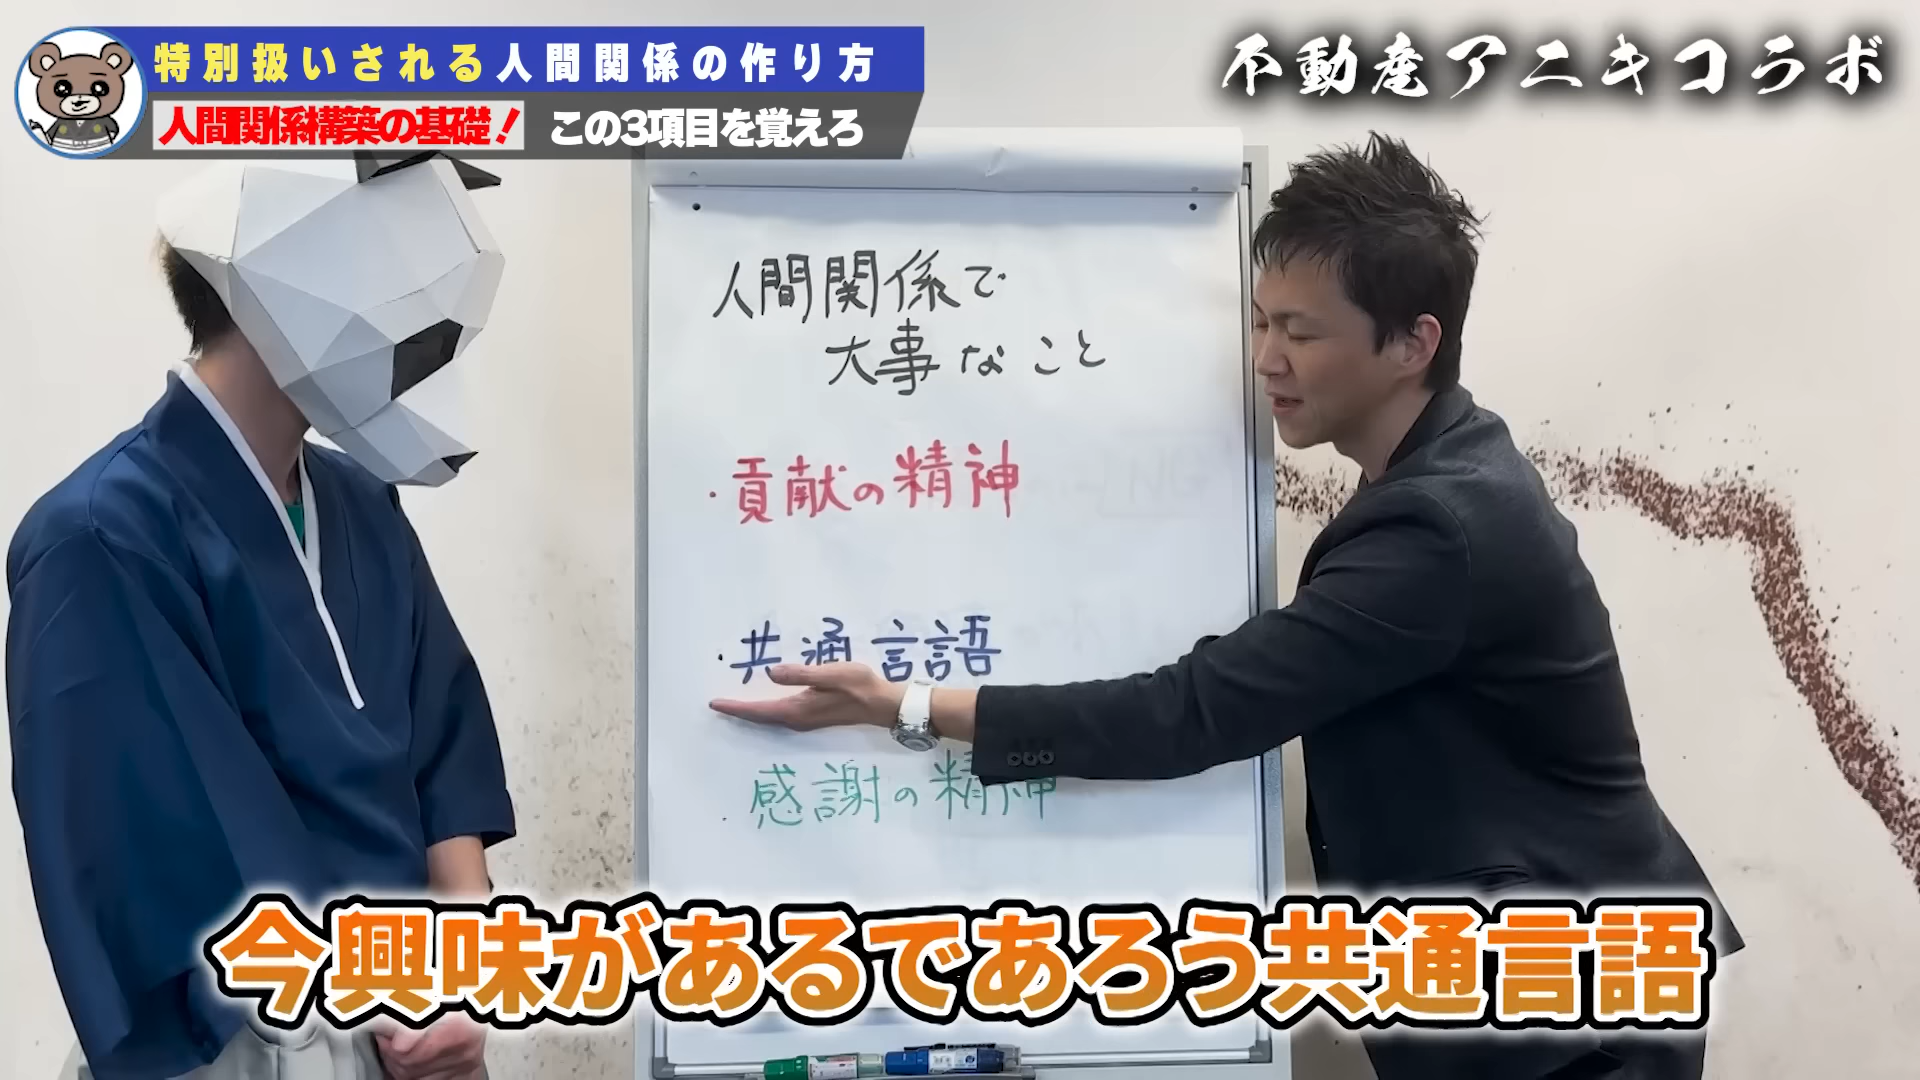 特別扱いされる人間関係の作り方
人間関係構築の基礎！ この3項目を覚えろ
不動産アニキコラボ
人間関係で
大事なこと
・貢献の精神
・共通言語
・感謝の精神
今興味があるであろう共通言語